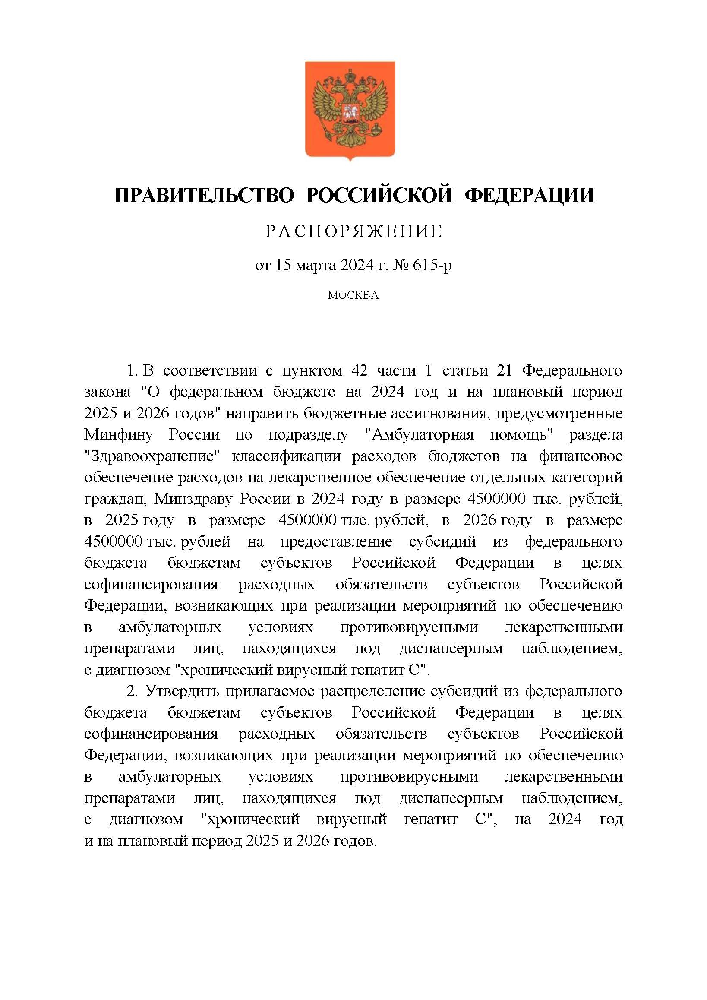 ПРАВИТЕЛЬСТВО РОССИЙСКОЙ ФЕДЕРАЦИИ
РАСПОРЯЖЕНИЕ
от 15 марта 2024 г. № 615-р
МОСКВА
1. В соответствии с пунктом 42 части 1 статьи 21 Федерального
закона "О федеральном бюджете на 2024 год и на плановый период
2025 и 2026 годов" направить бюджетные ассигнования, предусмотренные
Минфину России по подразделу "Амбулаторная помощь" раздела
"Здравоохранение" классификации расходов бюджетов на финансовое
обеспечение расходов на лекарственное обеспечение отдельных категорий
граждан, Минздраву России в 2024 году в размере 4500000 тыс. рублей,
в 2025 году в размере 4500000 тыс. рублей, в 2026 году в размере
4500000 тыс. рублей на предоставление субсидий из федерального
бюджета бюджетам субъектов Российской Федерации в целях
софинансирования расходных обязательств субъектов Российской
Федерации, возникающих при реализации мероприятий по обеспечению
в амбулаторных условиях противовирусными лекарственными
препаратами лиц, находящихся под диспансерным наблюдением,
с диагнозом "хронический вирусный гепатит С".
2. Утвердить прилагаемое распределение субсидий из федерального
бюджета бюджетам субъектов Российской Федерации в целях
софинансирования расходных обязательств субъектов Российской
Федерации, возникающих при реализации мероприятий по обеспечению
в амбулаторных условиях противовирусными лекарственными
препаратами лиц, находящихся под диспансерным наблюдением,
с диагнозом "хронический вирусный гепатит С", на 2024 год
и на плановый период 2025 и 2026 годов.